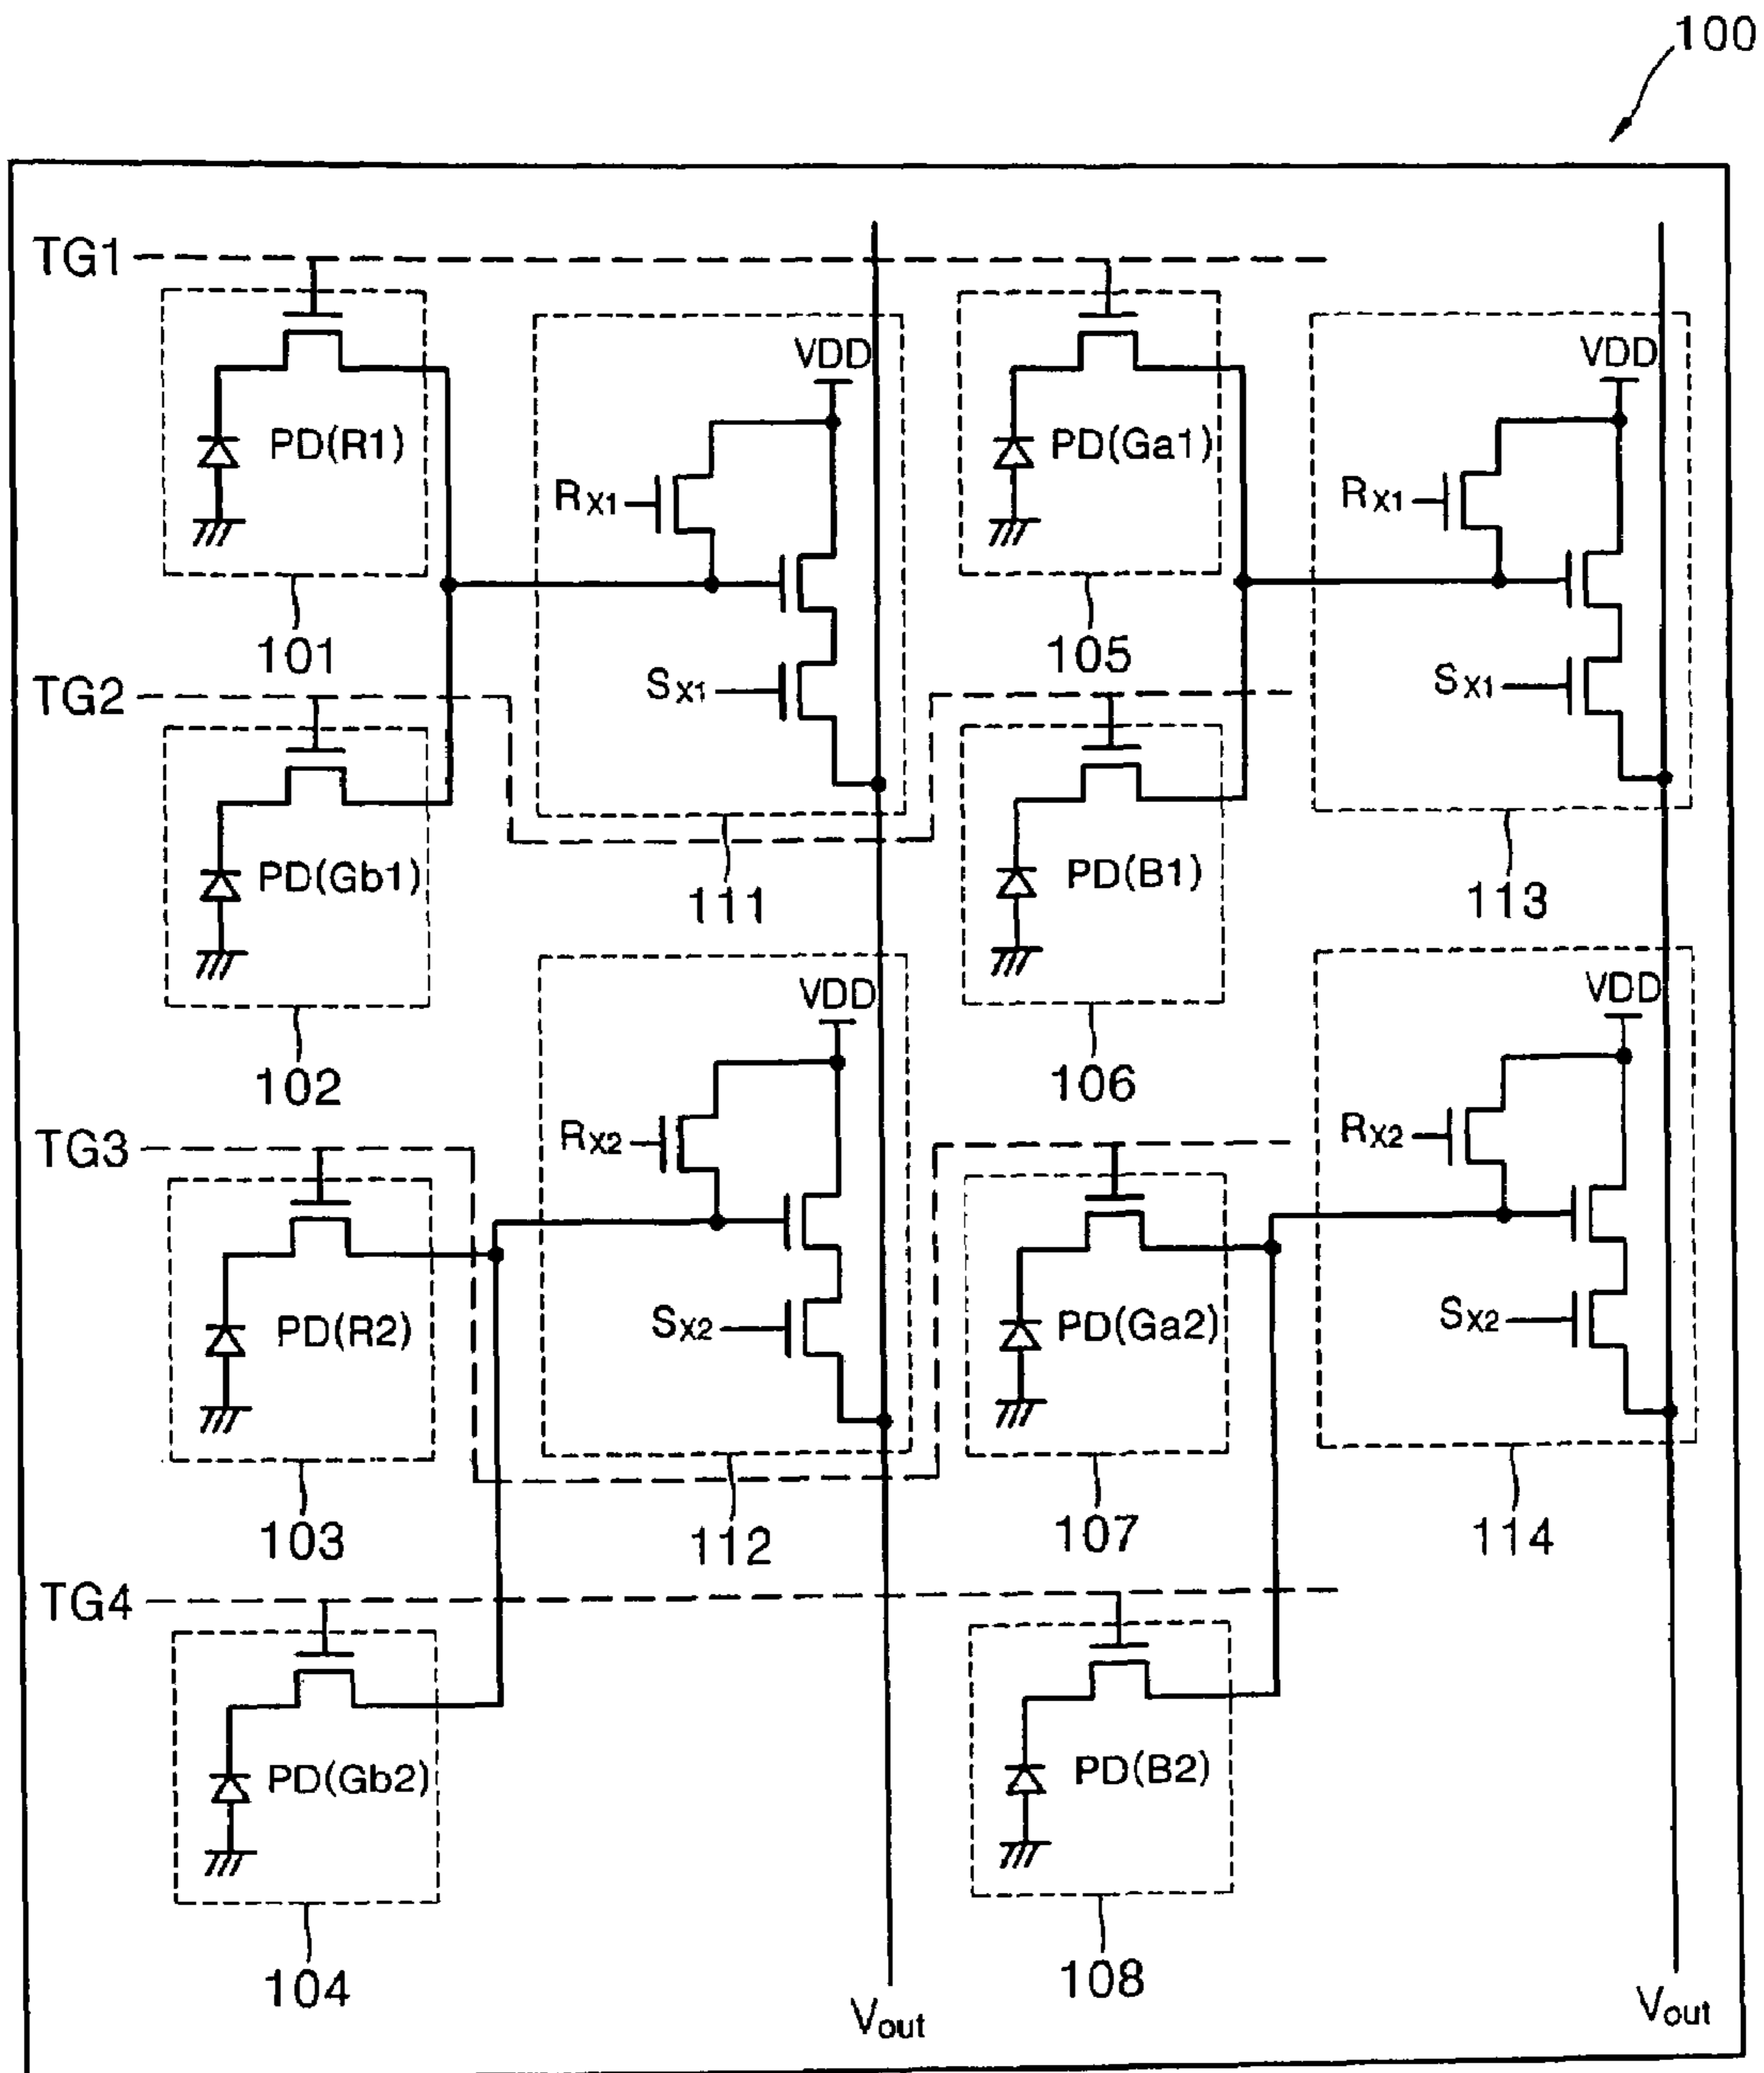 100
TG1
VDD
VDD
PD(R1)
PD(Ga1)
RX1
RX1
101
105
SX1
SX1
TG2
PD(Gb1)
PD(B1)
111
113
VDD
VDD
102
106
RX2
RX2
TG3
PD(R2)
SX2
PD(Ga2)
SX2
103
112
107
114
TG4
PD(Gb2)
PD(B2)
104
108
Vout
Vout